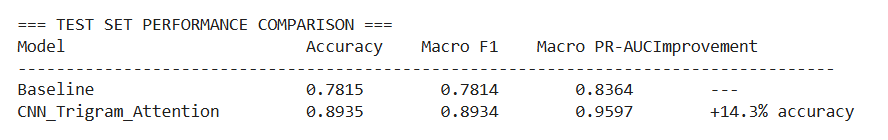 === TEST SET PERFORMANCE COMPARISON ===
Model Accuracy Macro F1 Macro PR-AUCImprovement
--------------------------------------------------------------------------------
Baseline 0.7815 0.7814 0.8364 ---
CNN_Trigram_Attention 0.8935 0.8934 0.9597 +14.3% accuracy